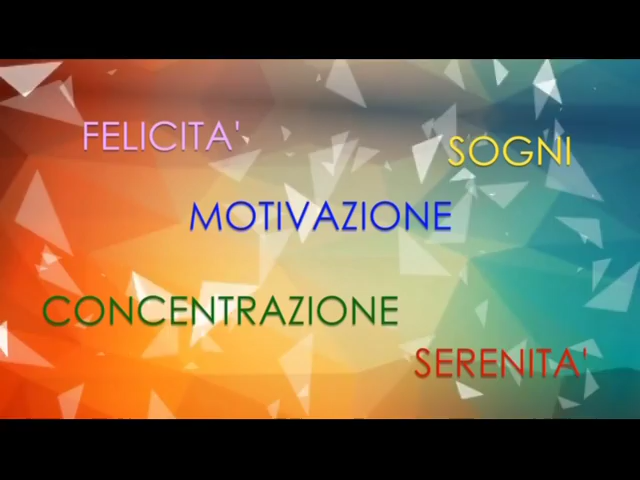 FELICITA'
SOGNI
MOTIVAZIONE
CONCENTRAZIONE
SERENITA'